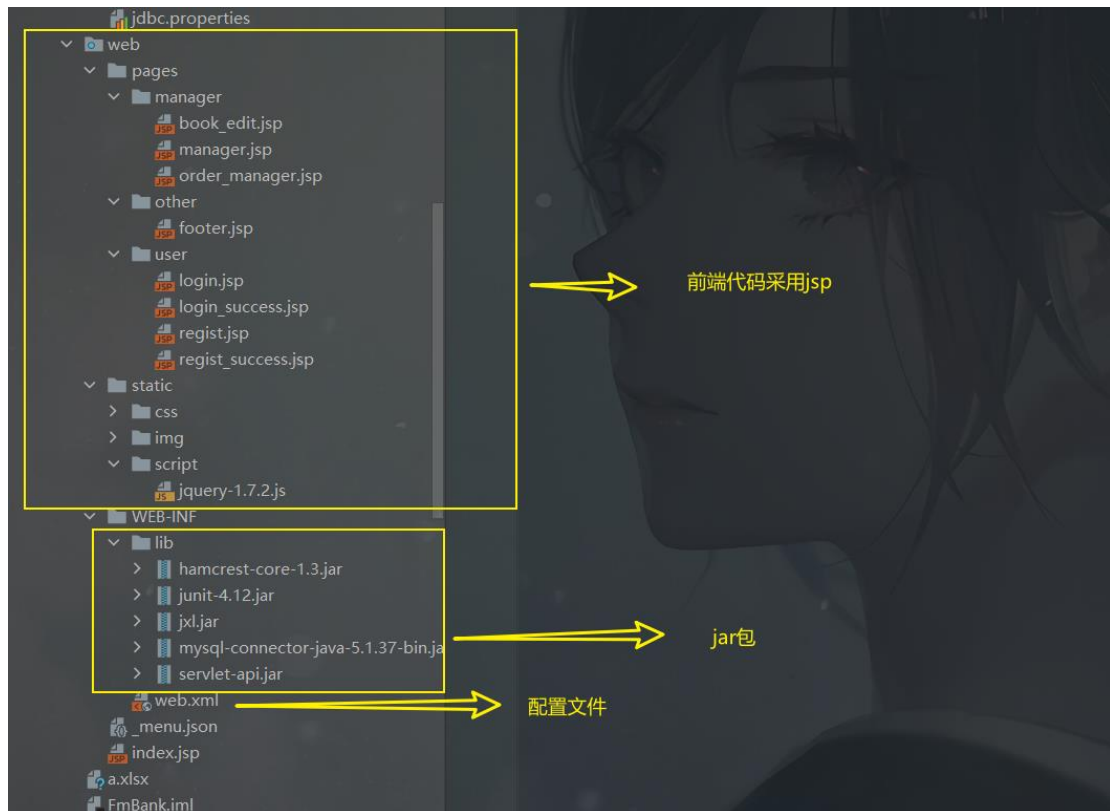 jdbc.properties
web
pages
manager
book_edit.jsp
manager.jsp
order_manager.jsp
other
footer.jsp
user
login.jsp
前端代码采用jsp
login_success.jsp
regist.jsp
regist_success.jsp
static
css
img
script
jquery-1.7.2.js
WEB-INF
lib
hamcrest-core-1.3.jar
junit-4.12.jar
jxl.jar
jar包
mysql-connector-java-5.1.37-bin.ja
servlet-api.jar
web.xml
配置文件
_menu.json
index.jsp
a.xlsx
FmBank.iml